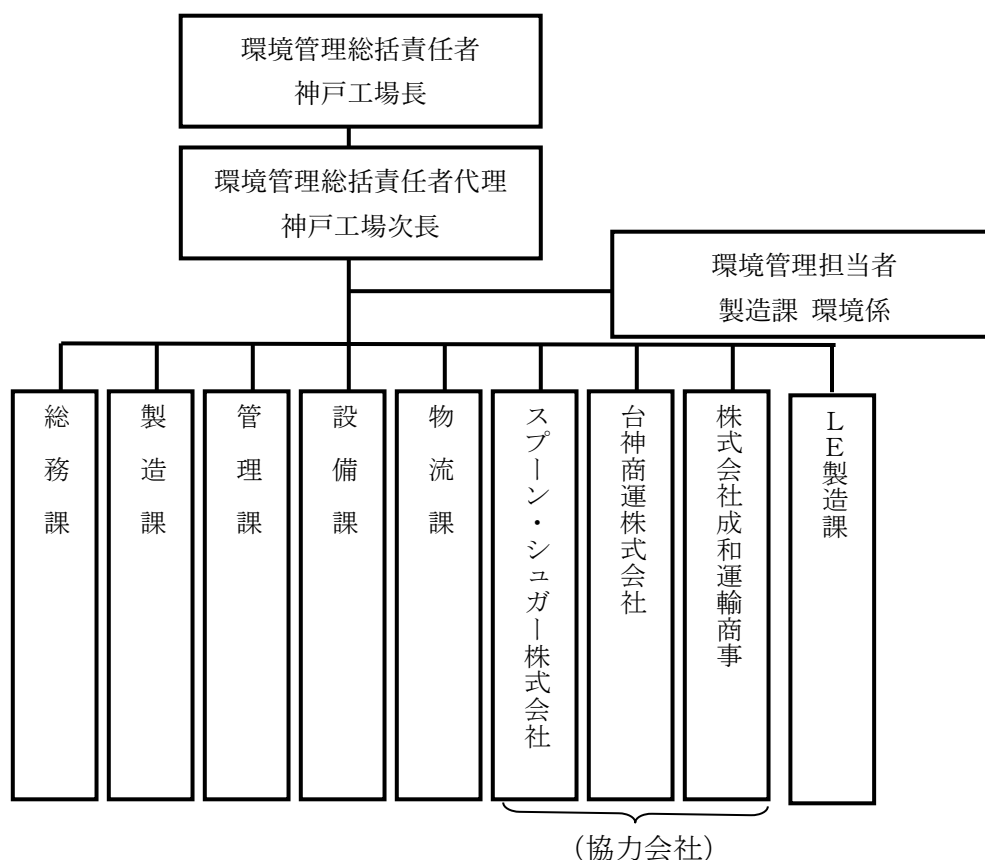 環境管理総括責任者
神戸工場長
環境管理総括責任者代理
神戸工場次長
環境管理担当者
製造課 環境係
総務課
製造課
管理課
設備課
物流課
スプーン・シュガー株式会社
台神商運株式会社
株式会社成和運輸商事
LE製造課
(協力会社)